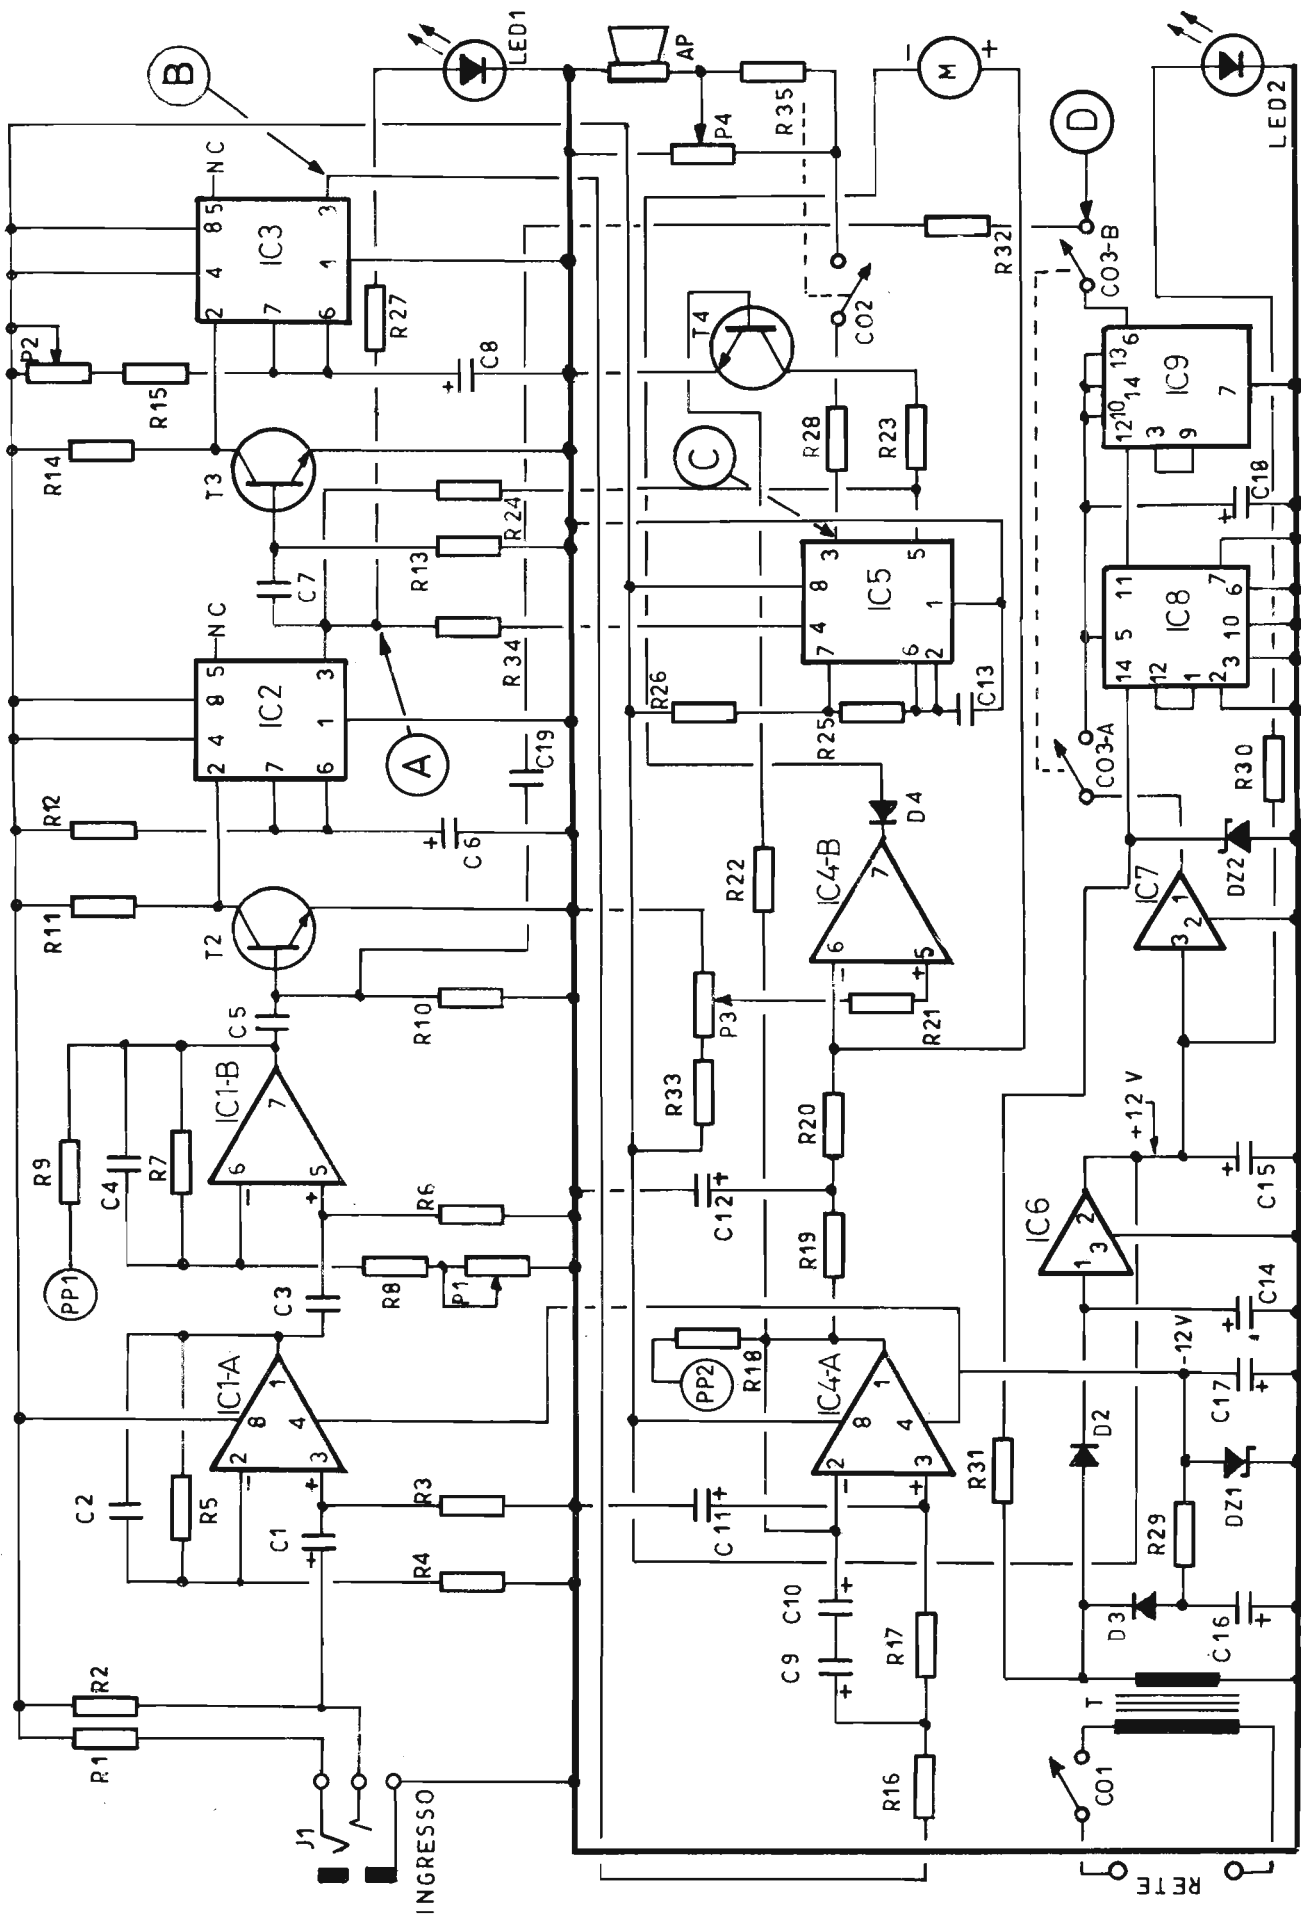 J1
INGRESSO
R1
R2
C2
R5
C1
R4
R3
IC1-A
2
-
3
+
8
4
1
C3
PP1
R9
C4
R7
IC1-B
6
-
5
+
7
R8
P1
R6
C5
R10
R11
T2
R12
C6
C19
IC2
2
7
6
4
8
1
5
3
NC
A
R34
C7
R13
R24
R14
T3
R15
P2
C8
R27
IC3
2
7
6
4
8
1
5
3
NC
B
LED1
R16
C9
C10
R17
C11
IC4-A
2
-
3
+
8
4
1
PP2
R18
R19
C12
R20
R33
P3
R21
R22
IC4-B
6
-
5
+
7
D4
R26
R25
C13
IC5
7
6
2
4
8
1
3
5
C
R28
R23
T4
CO2
R35
P4
AP
M
-
+
R32
RETE
CO1
T
D3
C16
+
R29
DZ1
D2
R31
C17
+
-12V
C14
+
IC6
1
3
2
+12V
C15
+
IC7
3
2
1
DZ2
R30
CO3-A
IC8
14
12
1
2
5
3
10
6
7
11
C18
+
IC9
12
10
14
13
3
9
7
6
CO3-B
D
LED2